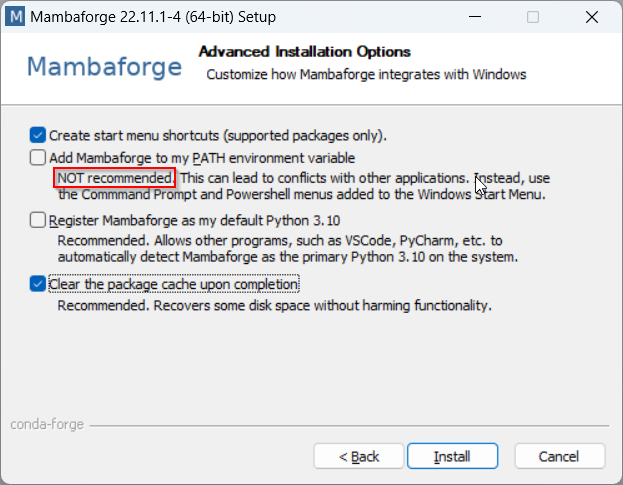 Mambaforge 22.11.1-4 (64-bit) Setup
Advanced Installation Options
Mambaforge
Customize how Mambaforge integrates with Windows
Create start menu shortcuts (supported packages only).
Add Mambaforge to my PATH environment variable
NOT recommended. This can lead to conflicts with other applications. Instead, use
the Commmand Prompt and Powershell menus added to the Windows Start Menu.
Register Mambaforge as my default Python 3.10
Recommended. Allows other programs, such as VSCode, PyCharm, etc. to
automatically detect Mambaforge as the primary Python 3.10 on the system.
Clear the package cache upon completion
Recommended. Recovers some disk space without harming functionality.
conda-forge
< Back
Install
Cancel